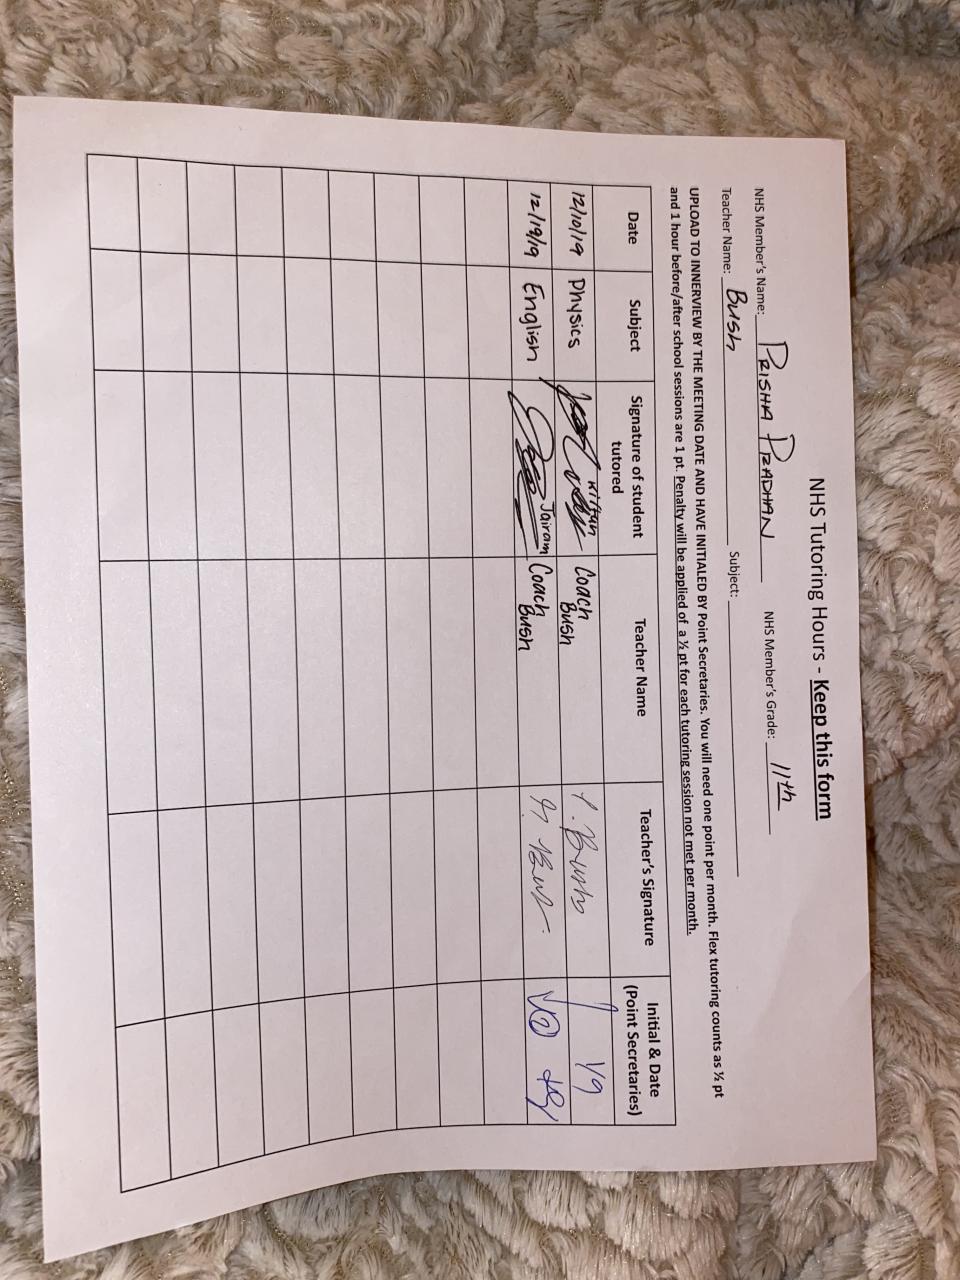 NHS Tutoring Hours - Keep this form
NHS Member's Name: PRISHA PRADHAN NHS Member's Grade: 11th
Teacher Name: Bush Subject:
UPLOAD TO INNERVIEW BY THE MEETING DATE AND HAVE INITIALED BY Point Secretaries. You will need one point per month. Flex tutoring counts as ½ pt
and 1 hour before/after school sessions are 1 pt. Penalty will be applied of a ½ pt for each tutoring session not met per month.
Date Subject Signature of student tutored Teacher Name Teacher's Signature Initial & Date (Point Secretaries)
12/10/19 Physics Coach Bush Bush 1/9
12/19/19 English Jairam Coach Bush